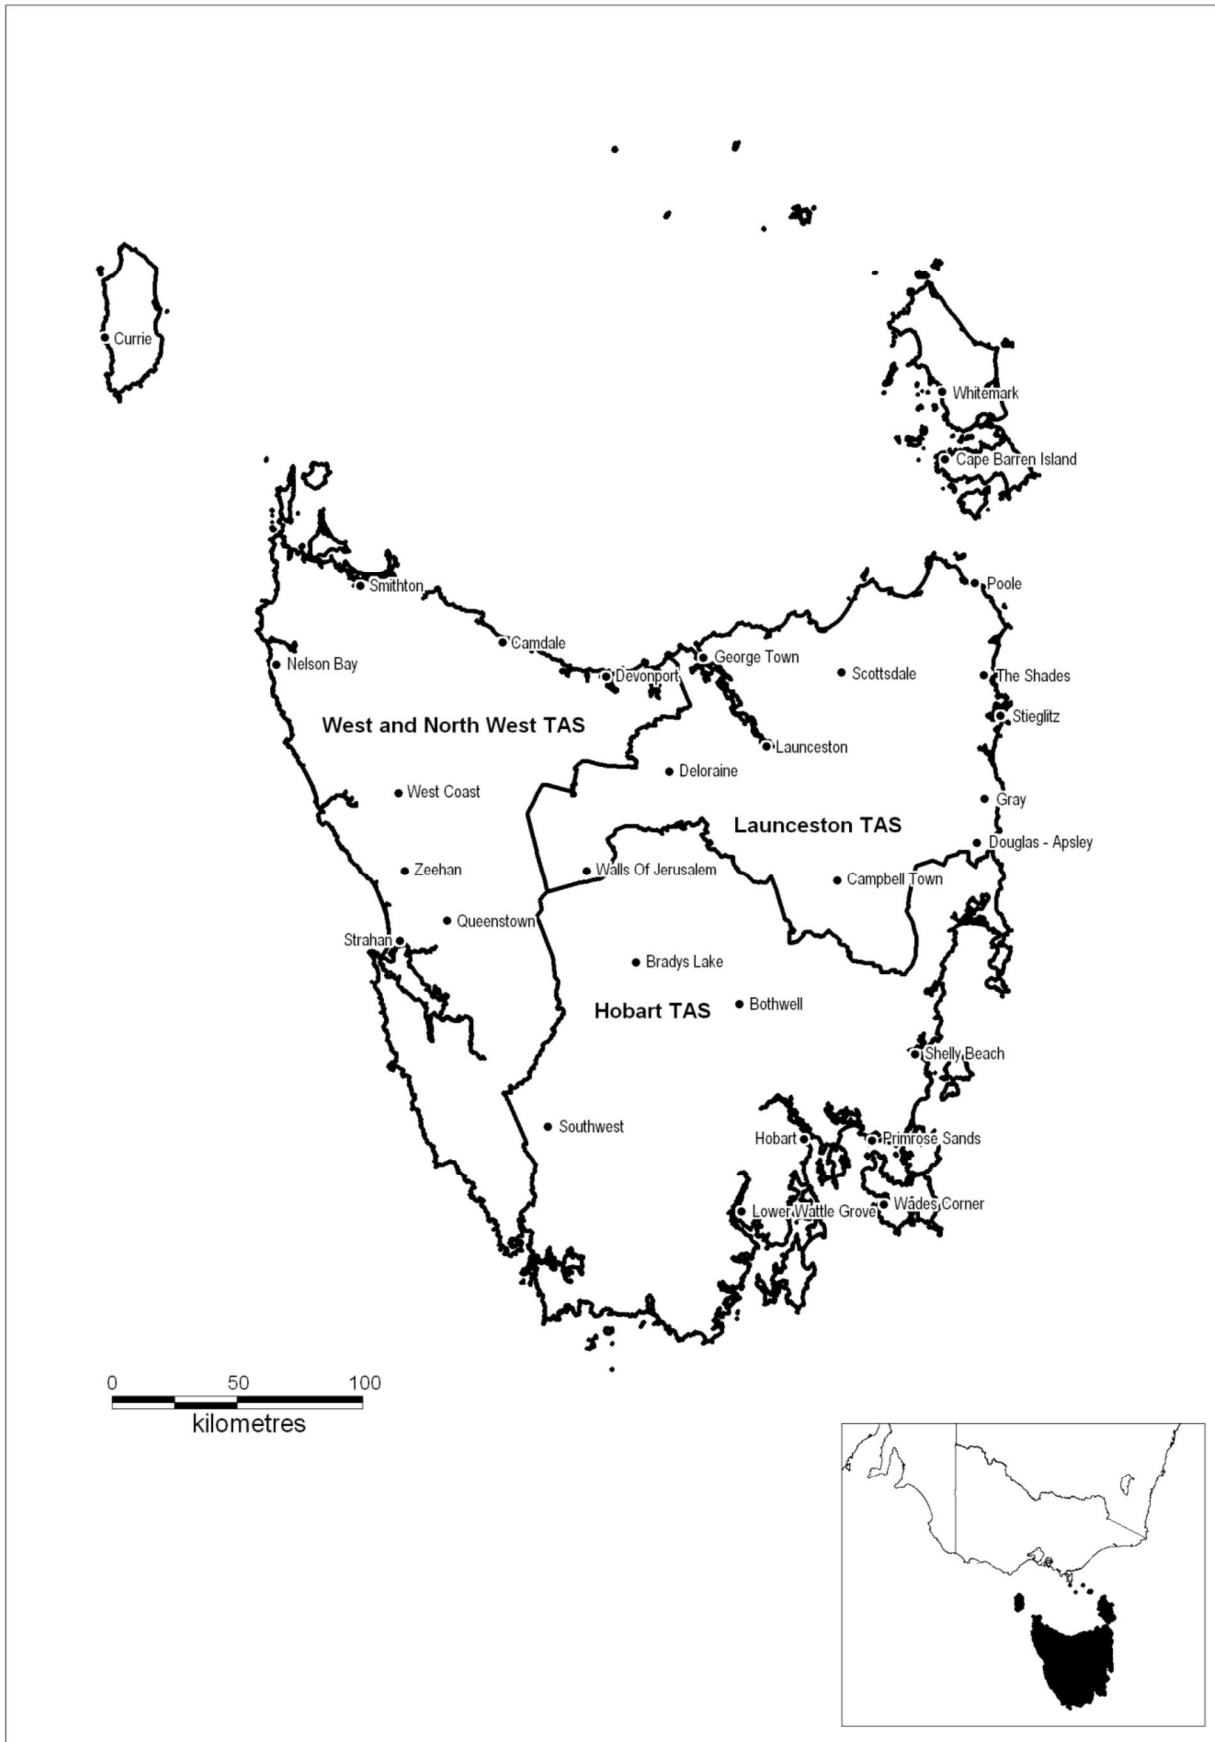 Currie
Whitemark
Cape Barren Island
Smithton
Poole
Camdale
George Town
Nelson Bay
Devonport
Scottsdale
The Shades
West and North West TAS
Stieglitz
Launceston
Deloraine
West Coast
Gray
Launceston TAS
Douglas - Apsley
Zeehan
Walls Of Jerusalem
Campbell Town
Queenstown
Strahan
Bradys Lake
Hobart TAS
Bothwell
Shelly Beach
Southwest
Hobart
Primrose Sands
Lower Wattle Grove
Wades Corner
0 50 100
kilometres